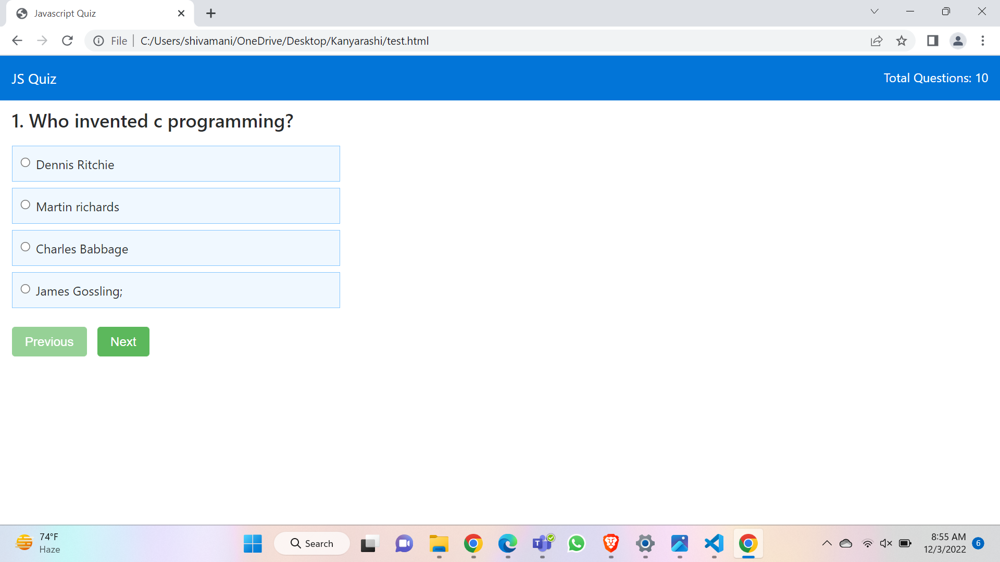 Javascript Quiz
File
C:/Users/shivamani/OneDrive/Desktop/Kanyarashi/test.html
JS Quiz
Total Questions: 10
1. Who invented c programming?
Dennis Ritchie
Martin richards
Charles Babbage
James Gossling;
Previous
Next
74°F
Haze
Search
T
8:55 AM
12/3/2022
6